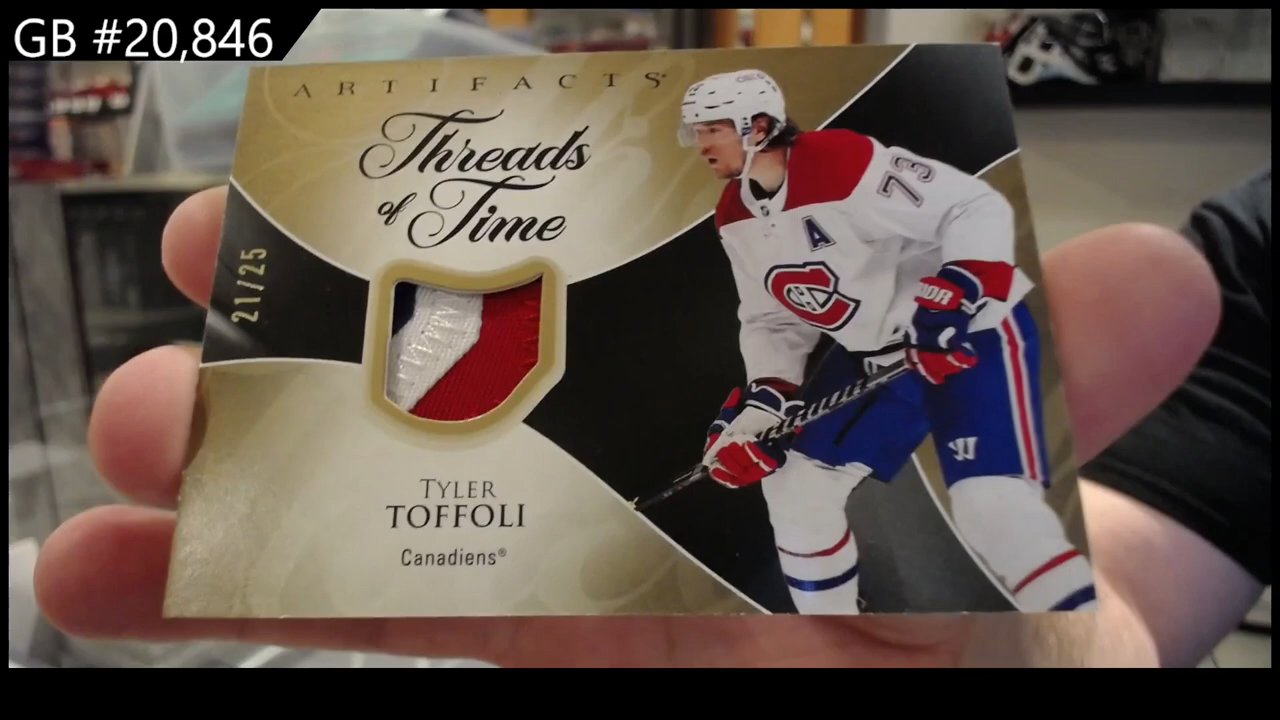 GB #20,846
ARTIFACTS
Threads
of Time
21/25
73
A
TYLER
TOFFOLI
Canadiens®